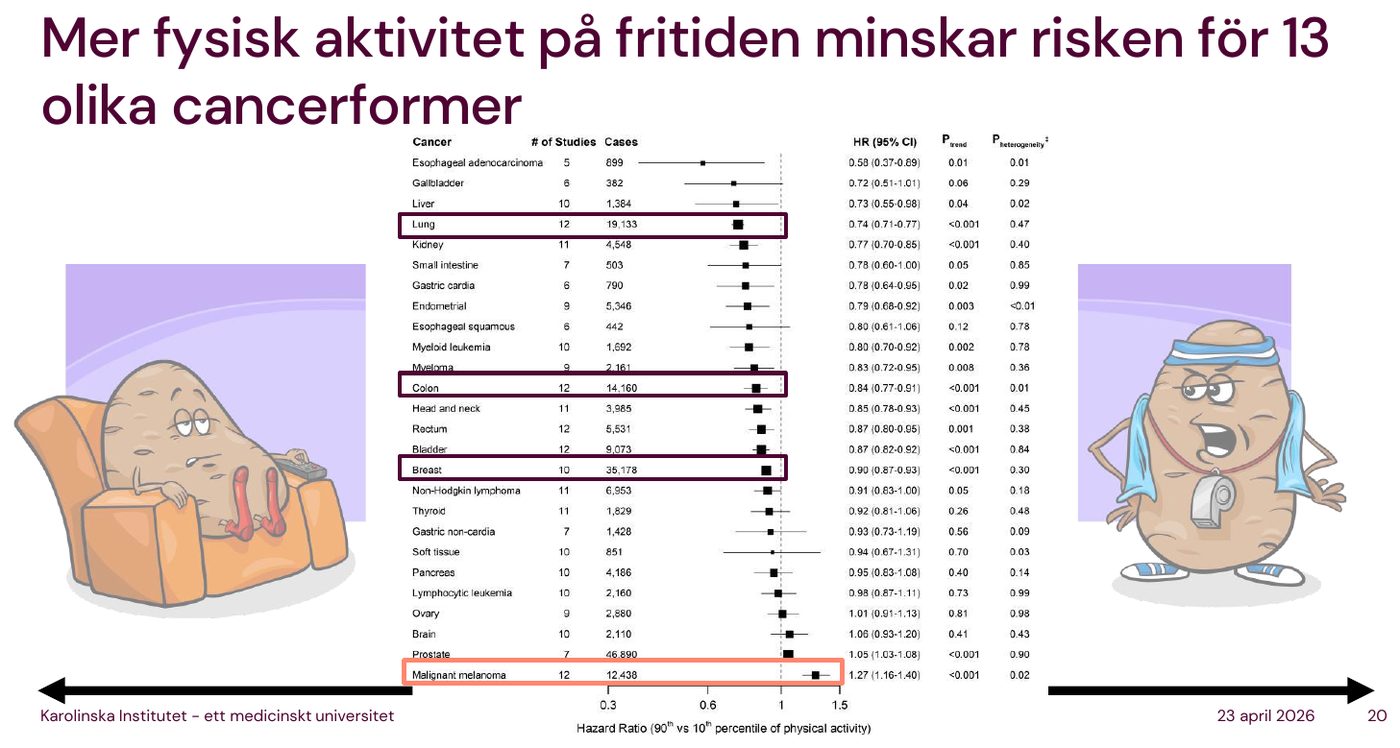 Mer fysisk aktivitet på fritiden minskar risken för 13
olika cancerformer
Cancer # of Studies Cases HR (95% CI) Ptrend Pheterogeneity‡
Esophageal adenocarcinoma 5 899 0.58 (0.37-0.89) 0.01 0.01
Gallbladder 6 382 0.72 (0.51-1.01) 0.06 0.29
Liver 10 1,384 0.73 (0.55-0.98) 0.04 0.02
Lung 12 19,133 0.74 (0.71-0.77) <0.001 0.47
Kidney 11 4,548 0.77 (0.70-0.85) <0.001 0.40
Small intestine 7 503 0.78 (0.60-1.00) 0.05 0.85
Gastric cardia 6 790 0.78 (0.64-0.95) 0.02 0.99
Endometrial 9 5,346 0.79 (0.68-0.92) 0.003 <0.01
Esophageal squamous 6 442 0.80 (0.61-1.06) 0.12 0.78
Myeloid leukemia 10 1,692 0.80 (0.70-0.92) 0.002 0.78
Myeloma 9 2,161 0.83 (0.72-0.95) 0.008 0.36
Colon 12 14,160 0.84 (0.77-0.91) <0.001 0.01
Head and neck 11 3,985 0.85 (0.78-0.93) <0.001 0.45
Rectum 12 5,531 0.87 (0.80-0.95) 0.001 0.38
Bladder 12 9,073 0.87 (0.82-0.92) <0.001 0.84
Breast 10 35,178 0.90 (0.87-0.93) <0.001 0.30
Non-Hodgkin lymphoma 11 6,953 0.91 (0.83-1.00) 0.05 0.18
Thyroid 11 1,829 0.92 (0.81-1.06) 0.26 0.48
Gastric non-cardia 7 1,428 0.93 (0.73-1.19) 0.56 0.09
Soft tissue 10 851 0.94 (0.67-1.31) 0.70 0.03
Pancreas 10 4,186 0.95 (0.83-1.08) 0.40 0.14
Lymphocytic leukemia 10 2,160 0.98 (0.87-1.11) 0.73 0.99
Ovary 9 2,880 1.01 (0.91-1.13) 0.81 0.98
Brain 10 2,110 1.06 (0.93-1.20) 0.41 0.43
Prostate 7 46,890 1.05 (1.03-1.08) <0.001 0.90
Malignant melanoma 12 12,438 1.27 (1.16-1.40) <0.001 0.02
0.3 0.6 1 1.5
Hazard Ratio (90th vs 10th percentile of physical activity)
Karolinska Institutet - ett medicinskt universitet 23 april 2026 20